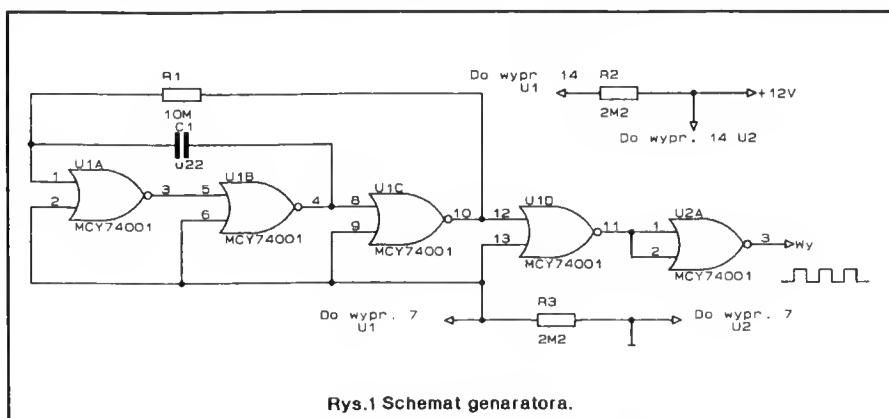 R1
10M
C1
u22
Do wypr 14
U1
R2
2M2
+12V
Do wypr. 14 U2
U1A
1
2
3
MCY74001
U1B
5
6
4
MCY74001
U1C
8
9
10
MCY74001
U1D
12
13
11
MCY74001
U2A
1
2
3
MCY74001
Wy
Do wypr. 7
U1
R3
2M2
Do wypr. 7
U2
Rys.1 Schemat genaratora.